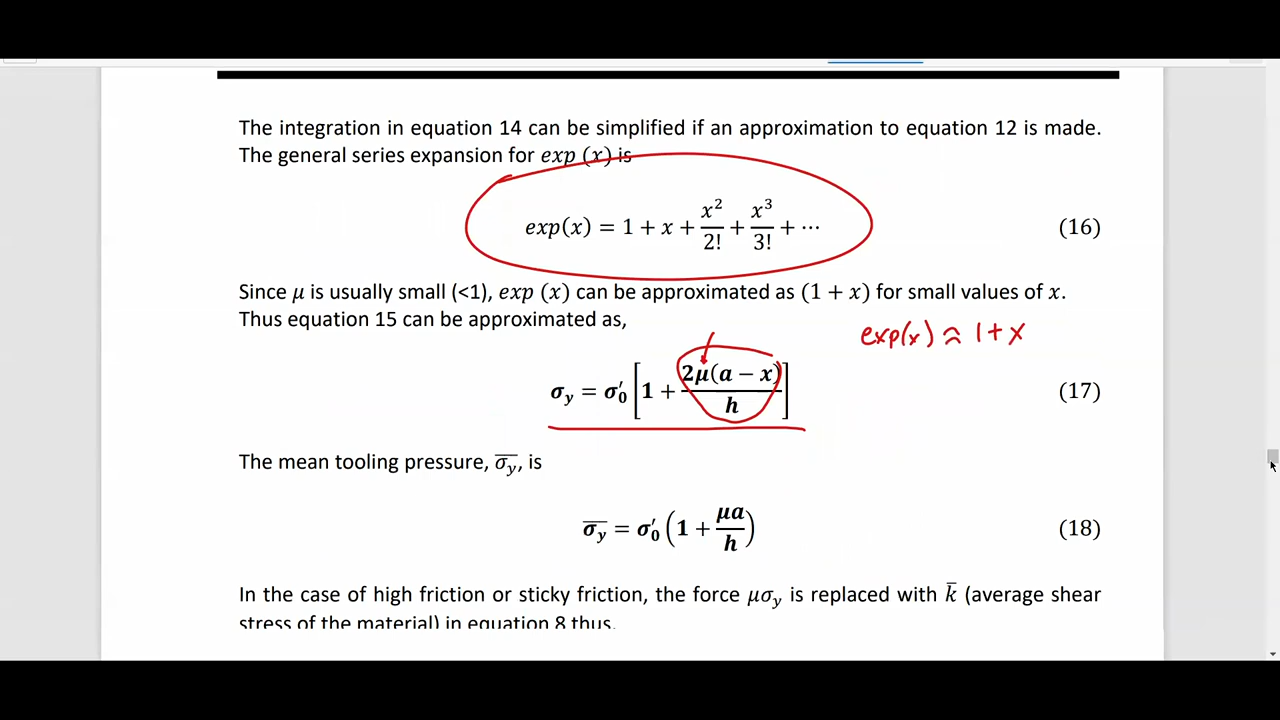 The integration in equation 14 can be simplified if an approximation to equation 12 is made.
The general series expansion for exp (x) is
exp(x) = 1 + x + x²/2! + x³/3! + ⋯ (16)
Since μ is usually small (<1), exp (x) can be approximated as (1 + x) for small values of x.
Thus equation 15 can be approximated as,
exp(x) ≈ 1 + x
σ_y = σ′₀ [1 + 2μ(a − x)/h] (17)
The mean tooling pressure, σ̅_y, is
σ̅_y = σ′₀ (1 + μa/h) (18)
In the case of high friction or sticky friction, the force μσ_y is replaced with k̅ (average shear
stress of the material) in equation 8 thus.